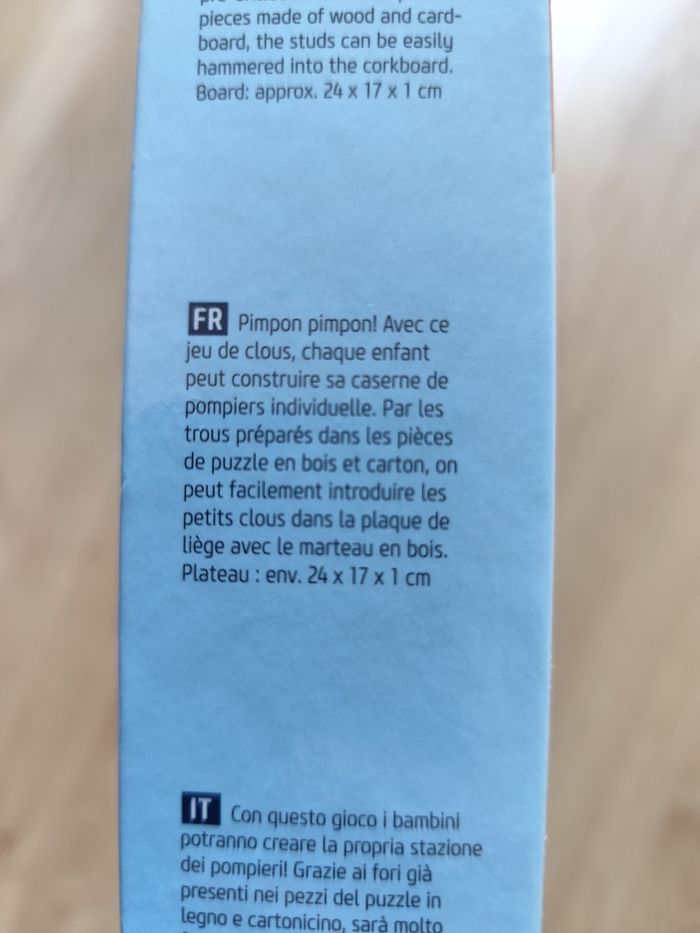 pieces made of wood and card-
board, the studs can be easily
hammered into the corkboard.
Board: approx. 24 x 17 x 1 cm
FR Pimpon pimpon! Avec ce
jeu de clous, chaque enfant
peut construire sa caserne de
pompiers individuelle. Par les
trous préparés dans les pièces
de puzzle en bois et carton, on
peut facilement introduire les
petits clous dans la plaque de
liège avec le marteau en bois.
Plateau : env. 24 x 17 x 1 cm
IT Con questo gioco i bambini
potranno creare la propria stazione
dei pompieri! Grazie ai fori già
presenti nei pezzi del puzzle in
legno e cartonicino, sarà molto